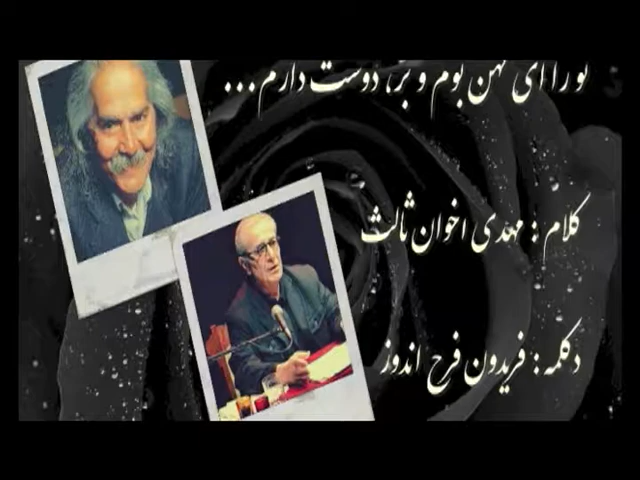 تو را ای کهن بوم و بر، دوست دارم ...
کلام : مهدی اخوان ثالث
دکلمه : فریدون فرح اندوز